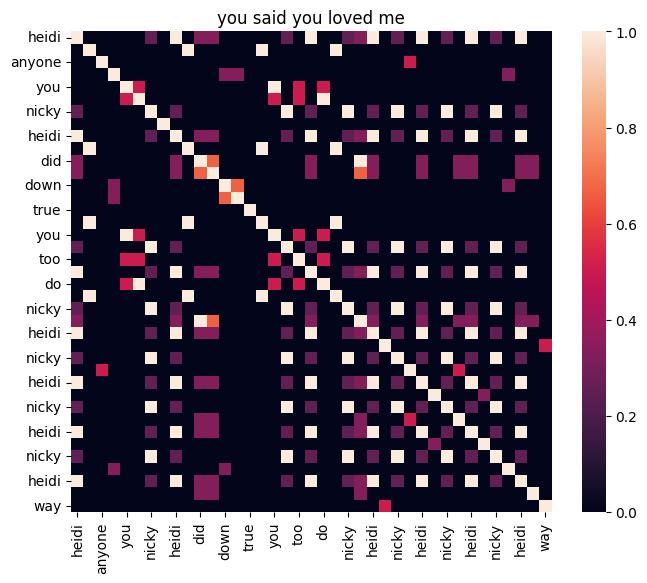 you said you loved me
heidi
anyone
you
nicky
heidi
did
down
true
you
too
do
nicky
heidi
nicky
heidi
nicky
heidi
nicky
heidi
way
heidi
anyone
you
nicky
heidi
did
down
true
you
too
do
nicky
heidi
nicky
heidi
nicky
heidi
nicky
heidi
way
1.0
0.8
0.6
0.4
0.2
0.0